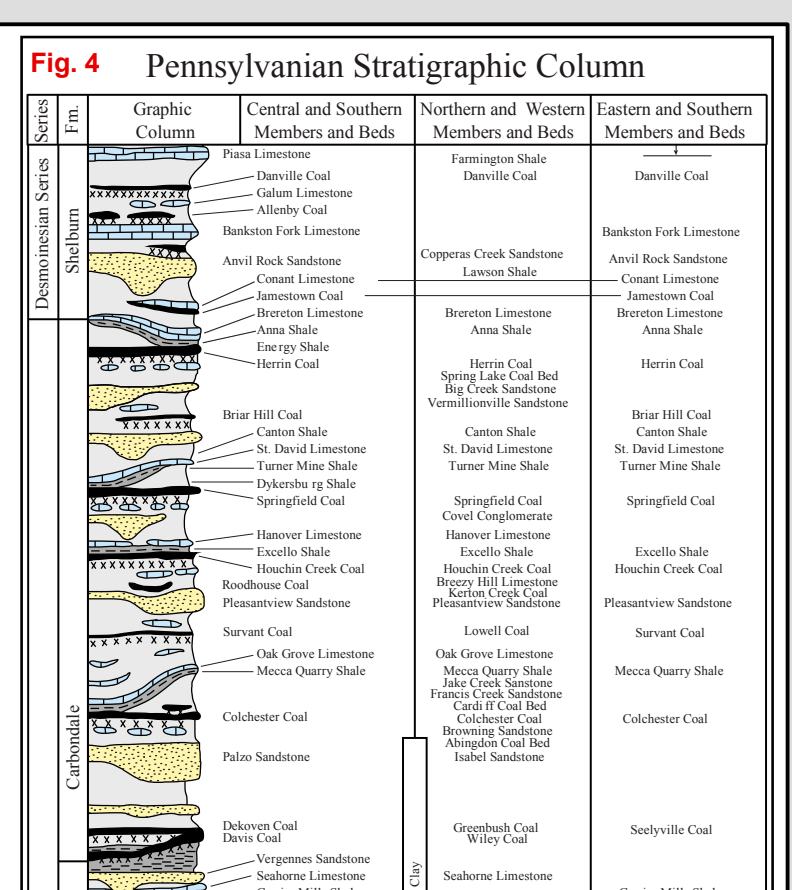 Fig. 4
Pennsylvanian Stratigraphic Column
Series
Fm.
Graphic Column
Central and Southern Members and Beds
Northern and Western Members and Beds
Eastern and Southern Members and Beds
Desmoinesian Series
Shelburn
Carbondale
Piasa Limestone
Danville Coal
Galum Limestone
Allenby Coal
Bankston Fork Limestone
Anvil Rock Sandstone
Conant Limestone
Jamestown Coal
Brereton Limestone
Anna Shale
Energy Shale
Herrin Coal
Briar Hill Coal
Canton Shale
St. David Limestone
Turner Mine Shale
Dykersbu rg Shale
Springfield Coal
Hanover Limestone
Excello Shale
Houchin Creek Coal
Roodhouse Coal
Pleasantview Sandstone
Survant Coal
Oak Grove Limestone
Mecca Quarry Shale
Colchester Coal
Palzo Sandstone
Dekoven Coal
Davis Coal
Vergennes Sandstone
Seahorne Limestone
Farmington Shale
Danville Coal
Copperas Creek Sandstone
Lawson Shale
Brereton Limestone
Anna Shale
Herrin Coal
Spring Lake Coal Bed
Big Creek Sandstone
Vermillionville Sandstone
Canton Shale
St. David Limestone
Turner Mine Shale
Springfield Coal
Covel Conglomerate
Hanover Limestone
Excello Shale
Houchin Creek Coal
Breezy Hill Limestone
Kerton Creek Coal
Pleasantview Sandstone
Lowell Coal
Oak Grove Limestone
Mecca Quarry Shale
Jake Creek Sanstone
Francis Creek Sandstone
Cardi ff Coal Bed
Colchester Coal
Browning Sandstone
Abingdon Coal Bed
Isabel Sandstone
Greenbush Coal
Wiley Coal
Clay
Seahorne Limestone
Danville Coal
Bankston Fork Limestone
Anvil Rock Sandstone
Conant Limestone
Jamestown Coal
Brereton Limestone
Anna Shale
Herrin Coal
Briar Hill Coal
Canton Shale
St. David Limestone
Turner Mine Shale
Springfield Coal
Excello Shale
Houchin Creek Coal
Pleasantview Sandstone
Survant Coal
Mecca Quarry Shale
Colchester Coal
Seelyville Coal